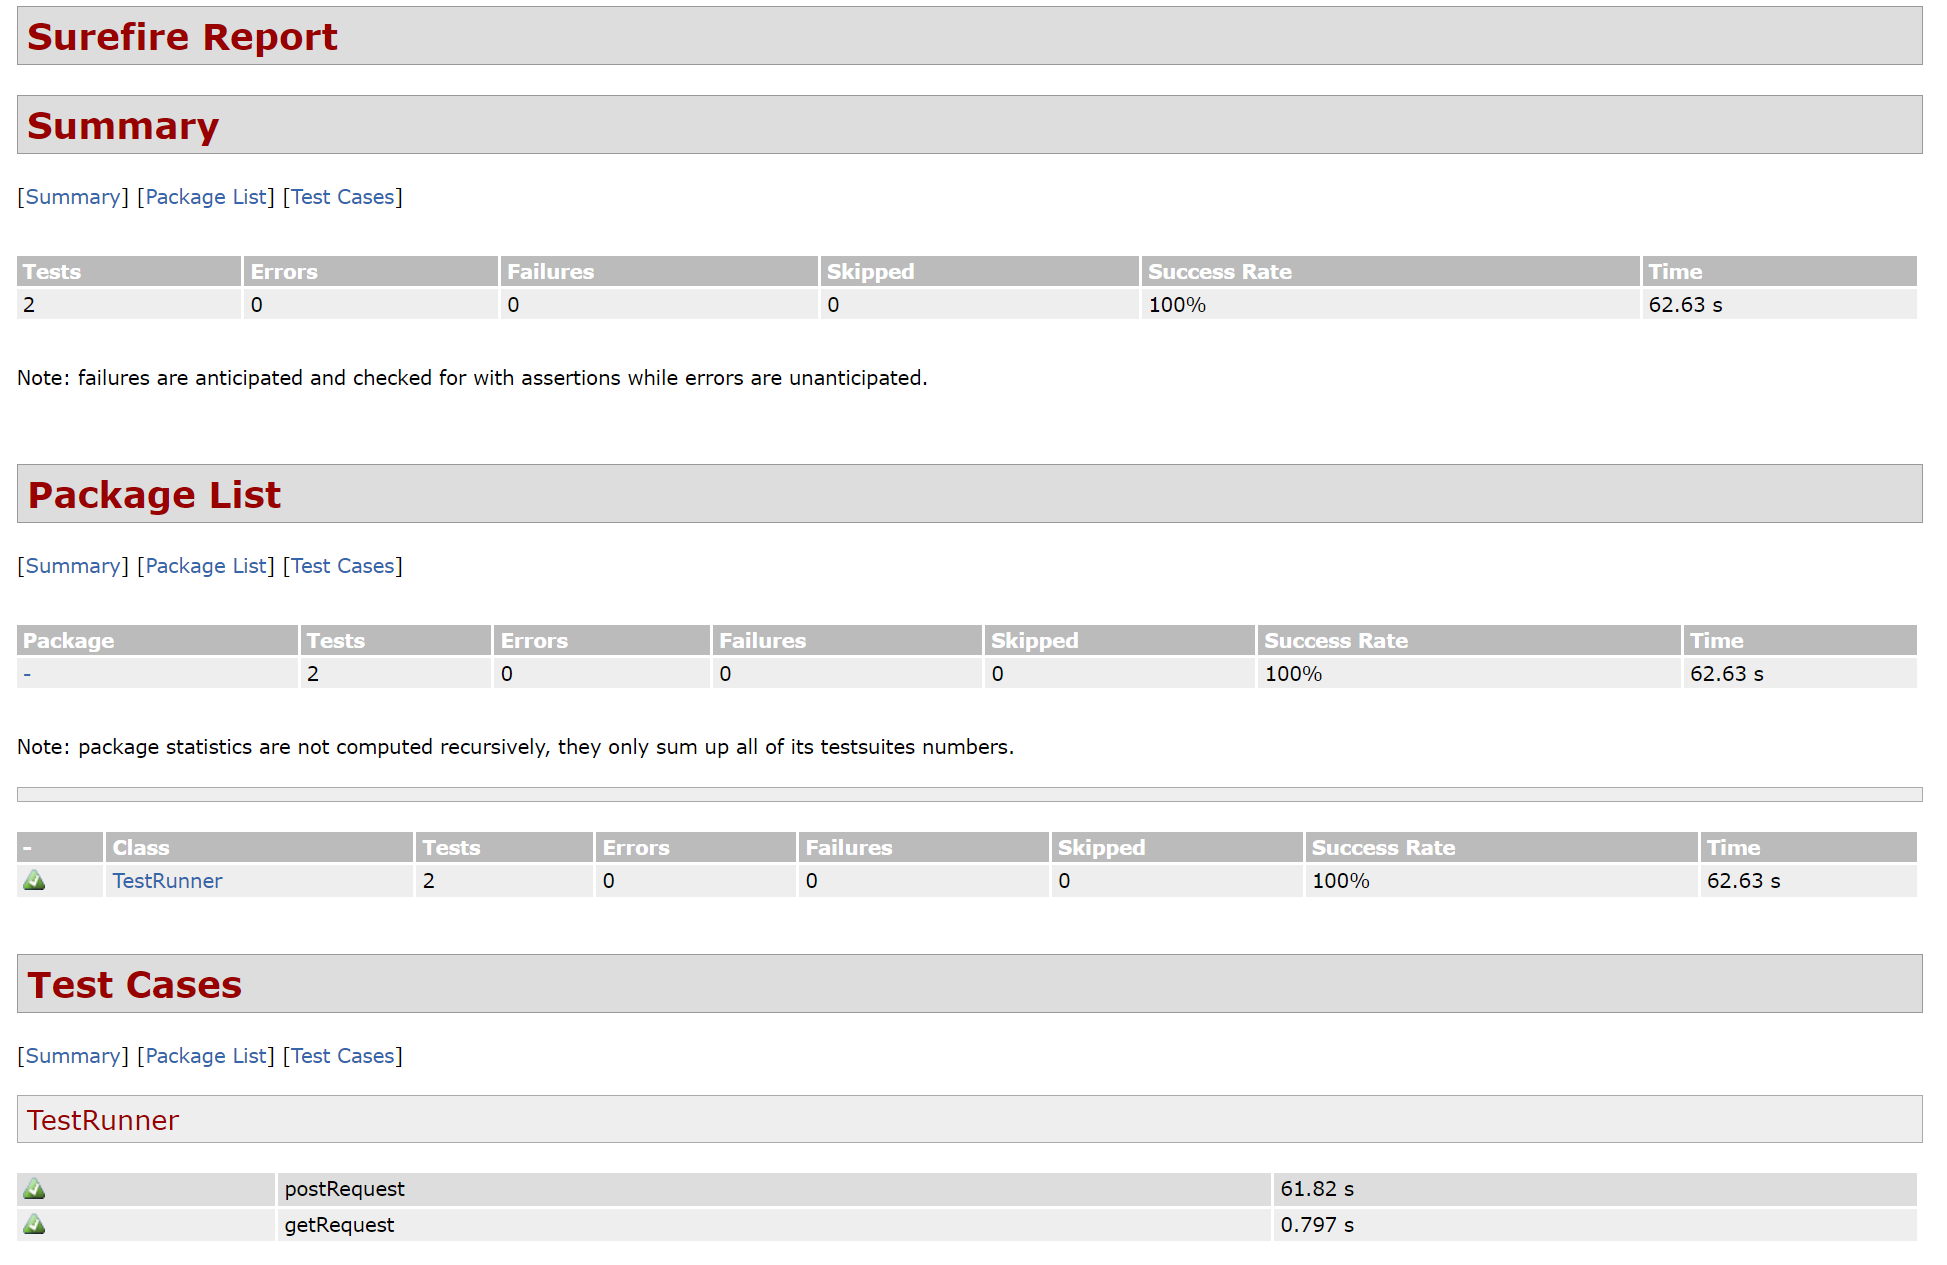 Surefire Report
Summary
[Summary] [Package List] [Test Cases]
Tests Errors Failures Skipped Success Rate Time
2 0 0 0 100% 62.63 s
Note: failures are anticipated and checked for with assertions while errors are unanticipated.
Package List
[Summary] [Package List] [Test Cases]
Package Tests Errors Failures Skipped Success Rate Time
- 2 0 0 0 100% 62.63 s
Note: package statistics are not computed recursively, they only sum up all of its testsuites numbers.
- Class Tests Errors Failures Skipped Success Rate Time
TestRunner 2 0 0 0 100% 62.63 s
Test Cases
[Summary] [Package List] [Test Cases]
TestRunner
postRequest 61.82 s
getRequest 0.797 s